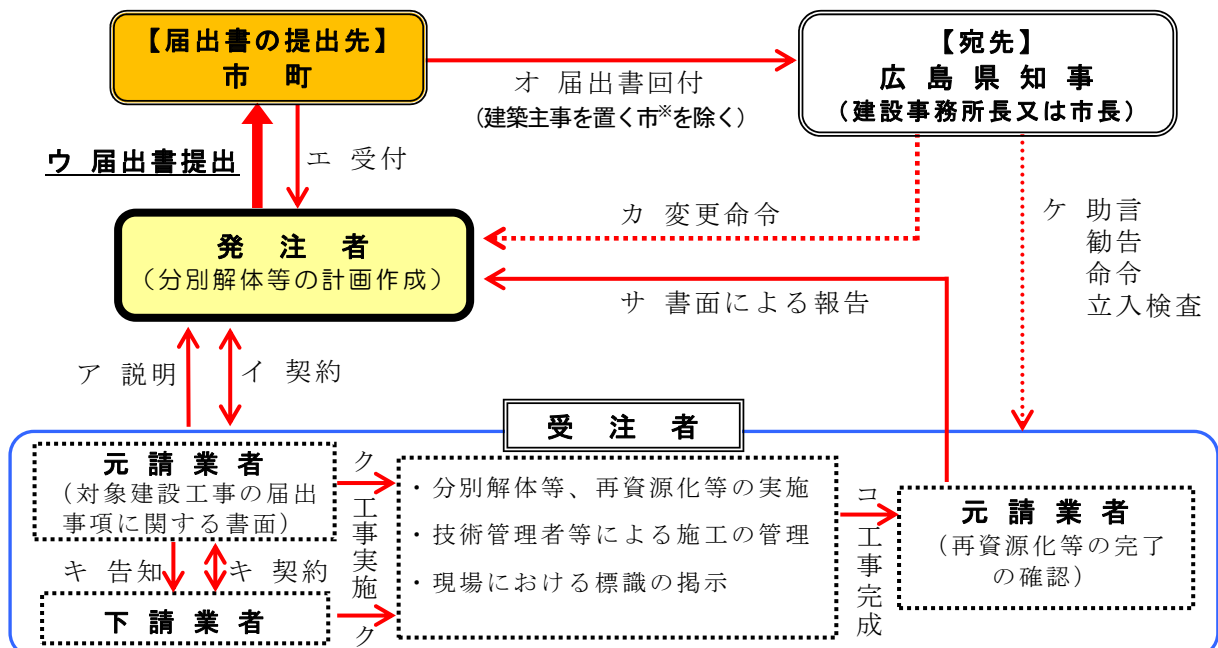 【届出書の提出先】
市 町
オ 届出書回付
(建築主事を置く市※を除く)
【宛先】
広島県知事
(建設事務所長又は市長)
ウ 届出書提出
エ 受付
発 注 者
(分別解体等の計画作成)
カ 変更命令
ケ 助言
勧告
命令
立入検査
サ 書面による報告
ア 説明
イ 契約
受 注 者
元請業者
(対象建設工事の届出
事項に関する書面)
キ 告知
キ 契約
下請業者
ク 工事実施
ク
・分別解体等、再資源化等の実施
・技術管理者等による施工の管理
・現場における標識の掲示
コ 工事完成
元請業者
(再資源化等の完了
の確認)